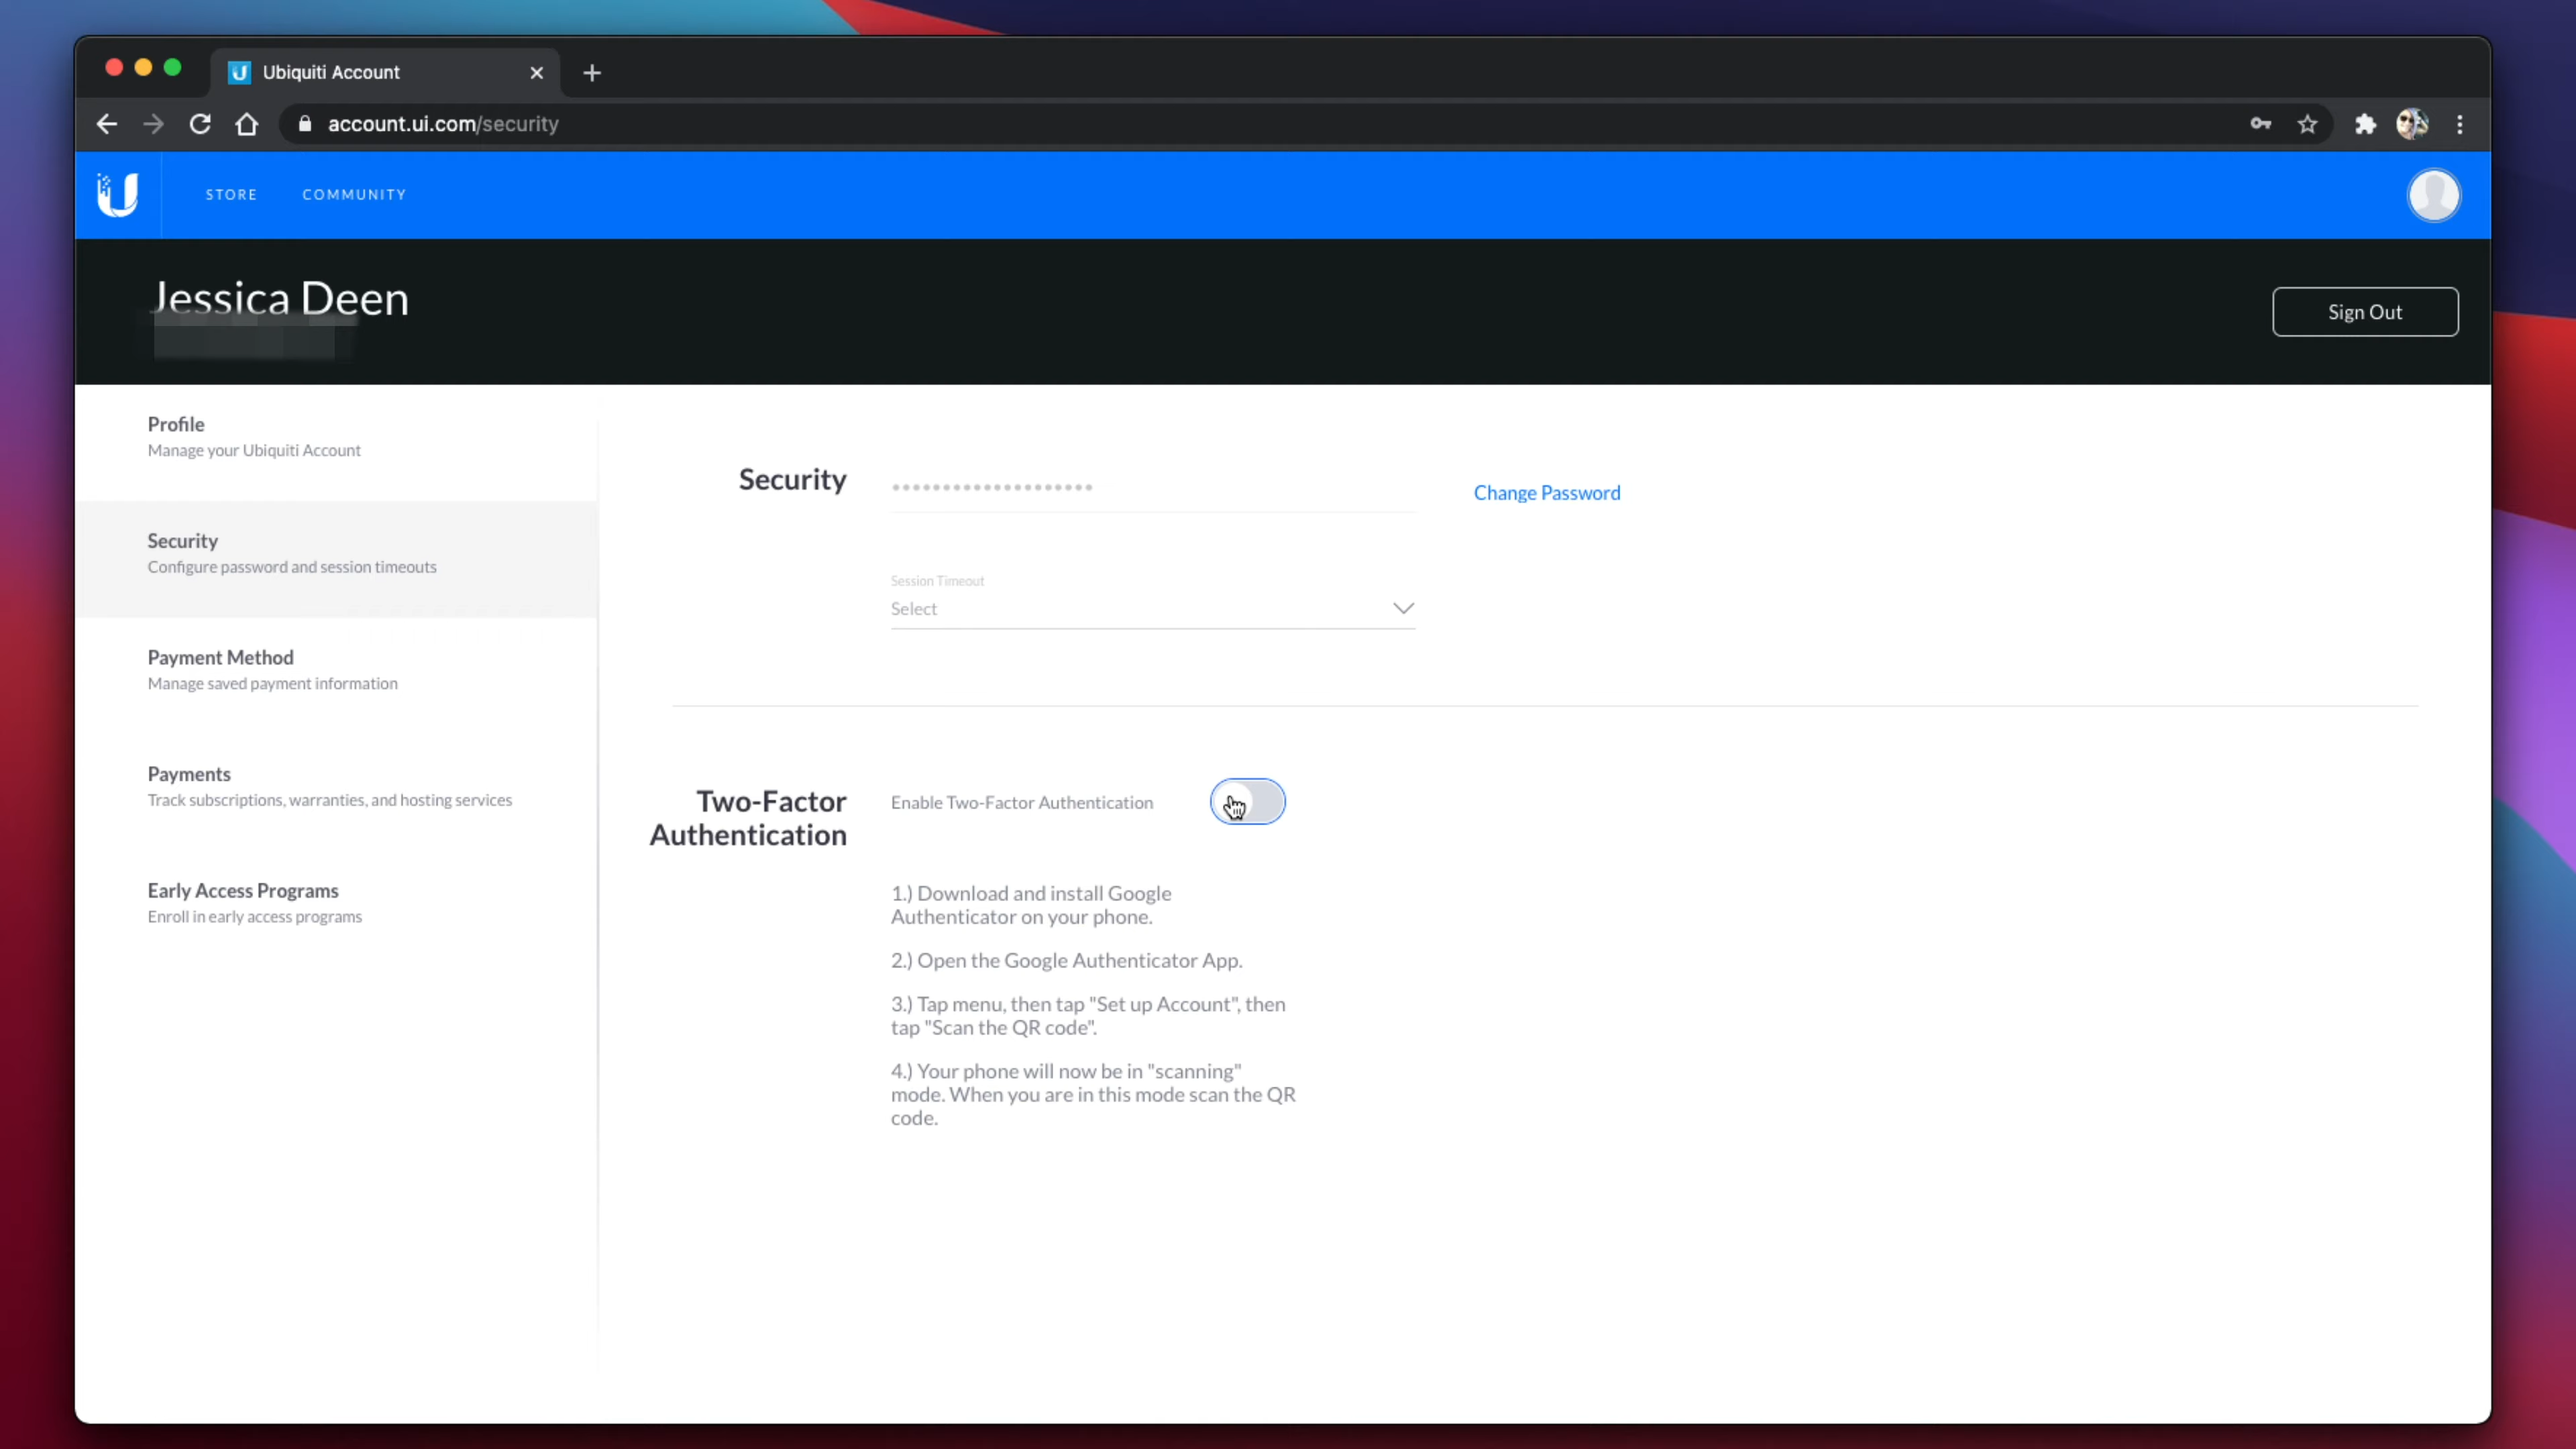 Ubiquiti Account
account.ui.com/security
STORE
COMMUNITY
Jessica Deen
Sign Out
Profile
Manage your Ubiquiti Account
Security
Configure password and session timeouts
Payment Method
Manage saved payment information
Payments
Track subscriptions, warranties, and hosting services
Early Access Programs
Enroll in early access programs
Security
Change Password
Session Timeout
Select
Two-Factor
Authentication
Enable Two-Factor Authentication
1.) Download and install Google
Authenticator on your phone.
2.) Open the Google Authenticator App.
3.) Tap menu, then tap "Set up Account", then
tap "Scan the QR code".
4.) Your phone will now be in "scanning"
mode. When you are in this mode scan the QR
code.